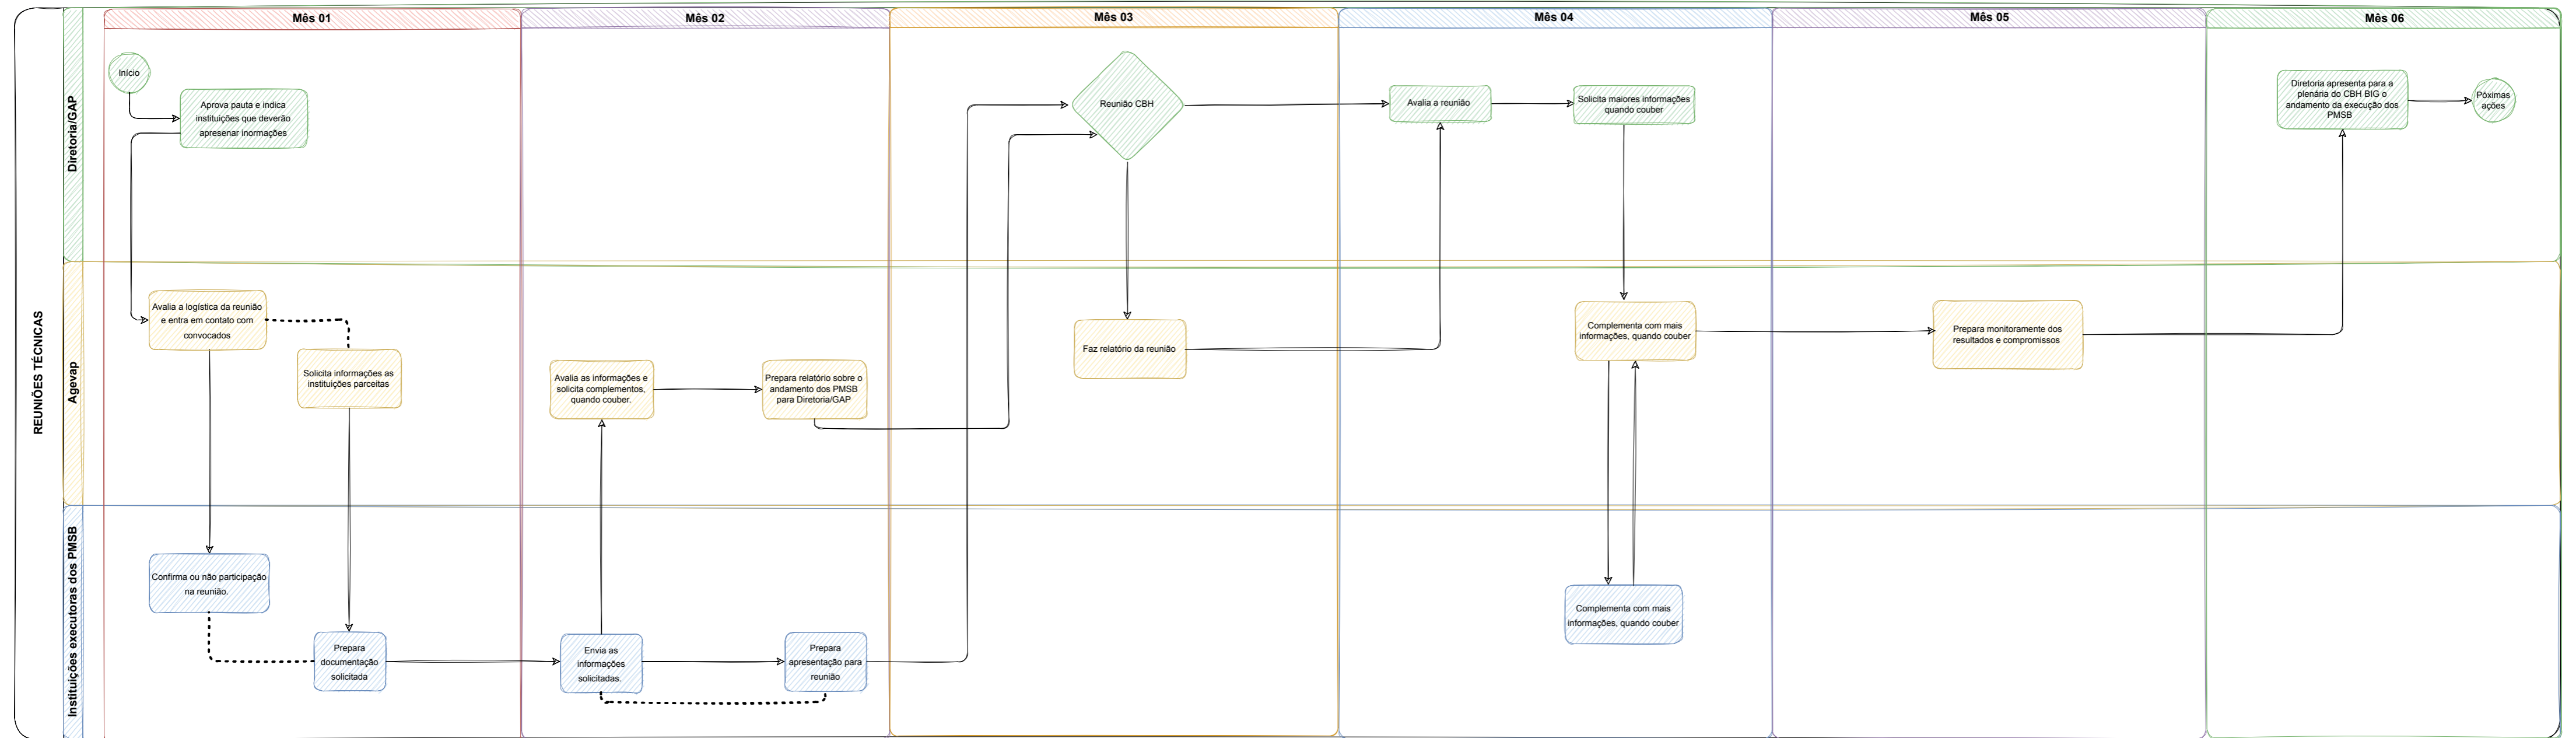 Mês 01
Mês 02
Mês 03
Mês 04
Mês 05
Mês 06
REUNIÕES TÉCNICAS
Diretoria/GAP
Início
Aprova pauta e indica
instituições que deverão
apresenar inormações
Reunião CBH
Avalia a reunião
Solicita maiores informações
quando couber
Diretoria apresenta para a
plenária do CBH BIG o
andamento da execução dos
PMSB
Póximas
ações
Agevap
Avalia a logística da reunião
e entra em contato com
convocados
Solicita informações as
instituições parceitas
Avalia as informações e
solicita complementos,
quando couber.
Prepara relatório sobre o
andamento dos PMSB
para Diretoria/GAP
Faz relatório da reunião
Complementa com mais
informações, quando couber
Prepara monitoramente dos
resultados e compromissos
Instituições executoras dos PMSB
Confirma ou não participação
na reunião.
Prepara
documentação
solicitada
Envia as
informações
solicitadas.
Prepara
apresentação para
reunião
Complementa com mais
informações, quando couber